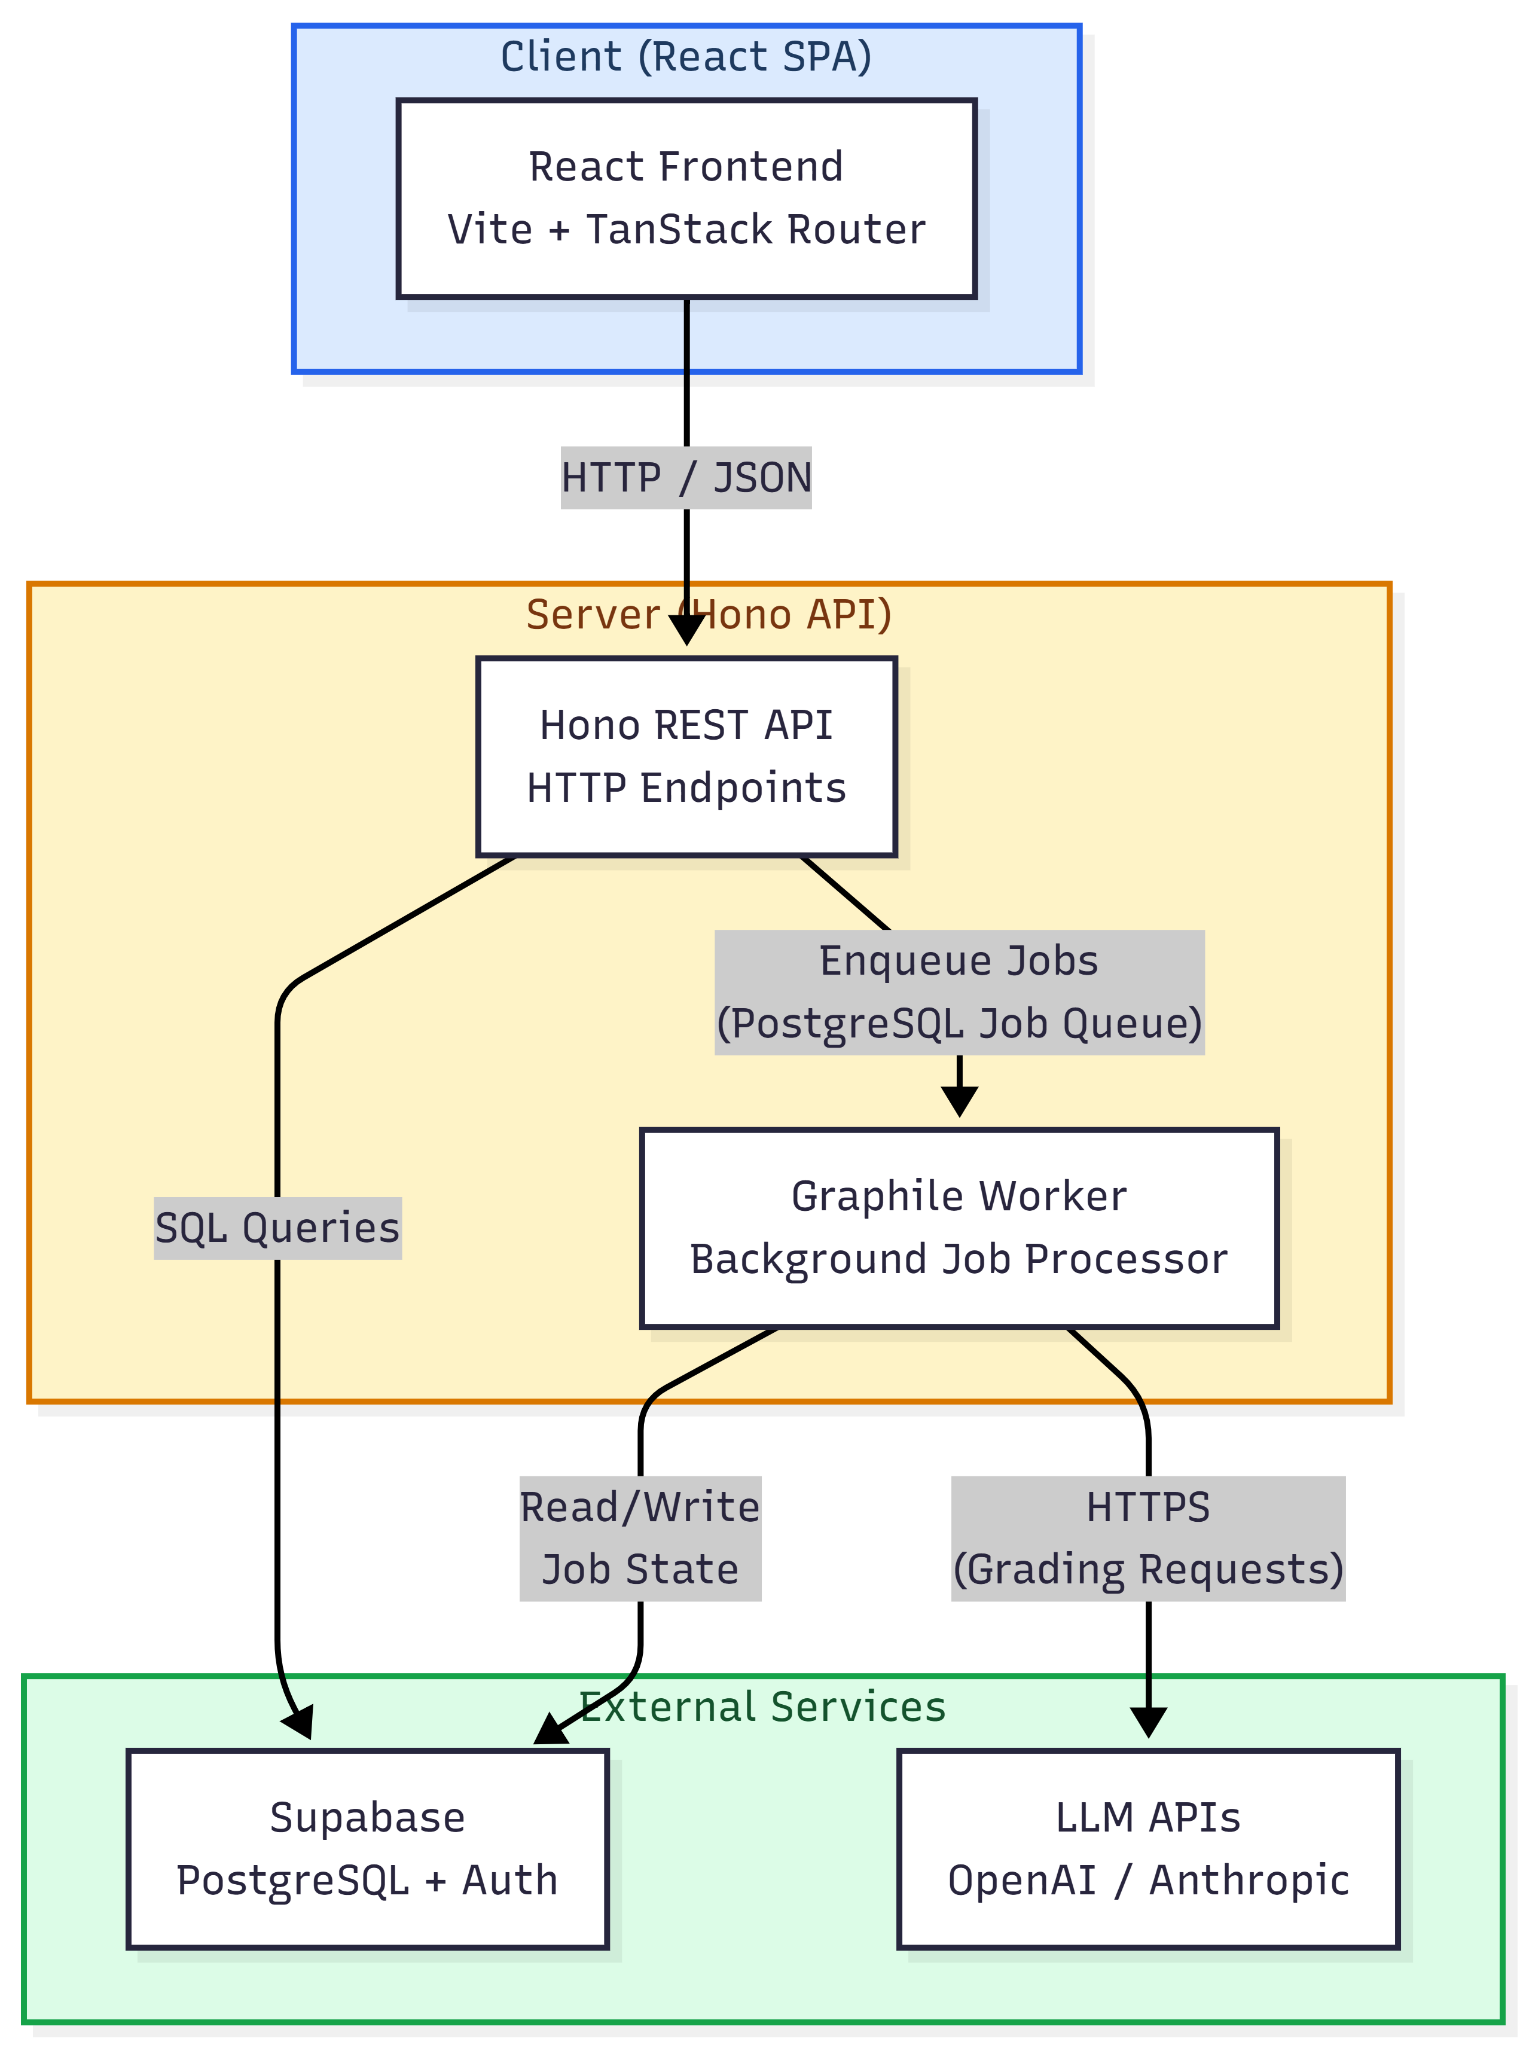 Client (React SPA)
React Frontend
Vite + TanStack Router
HTTP / JSON
Server (Hono API)
Hono REST API
HTTP Endpoints
Enqueue Jobs
(PostgreSQL Job Queue)
Graphile Worker
Background Job Processor
SQL Queries
Read/Write
Job State
HTTPS
(Grading Requests)
External Services
Supabase
PostgreSQL + Auth
LLM APIs
OpenAI / Anthropic